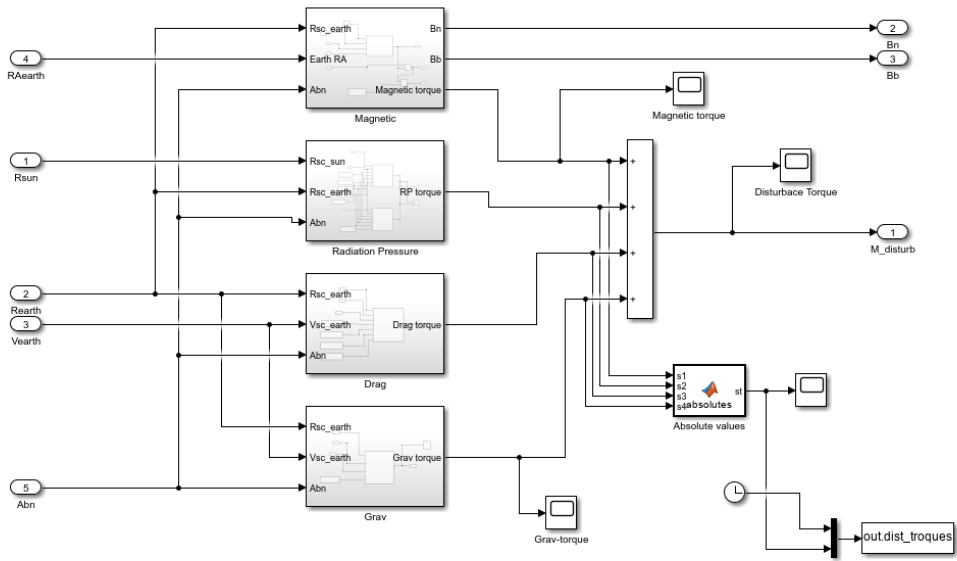 Rsc_earth
Earth RA
Abn
Bn
Bb
Magnetic torque
Magnetic
4
RAearth
2
Bn
3
Bb
Magnetic torque
1
Rsun
Rsc_sun
Rsc_earth
Abn
RP torque
Radiation Pressure
+
+
+
+
Disturbace Torque
1
M_disturb
2
Rearth
3
Vearth
Rsc_earth
Vsc_earth
Abn
Drag torque
Drag
s1
s2
s3
s4
absolutes
st
Absolute values
5
Abn
Rsc_earth
Vsc_earth
Abn
Grav torque
Grav
Grav-torque
out.dist_troques